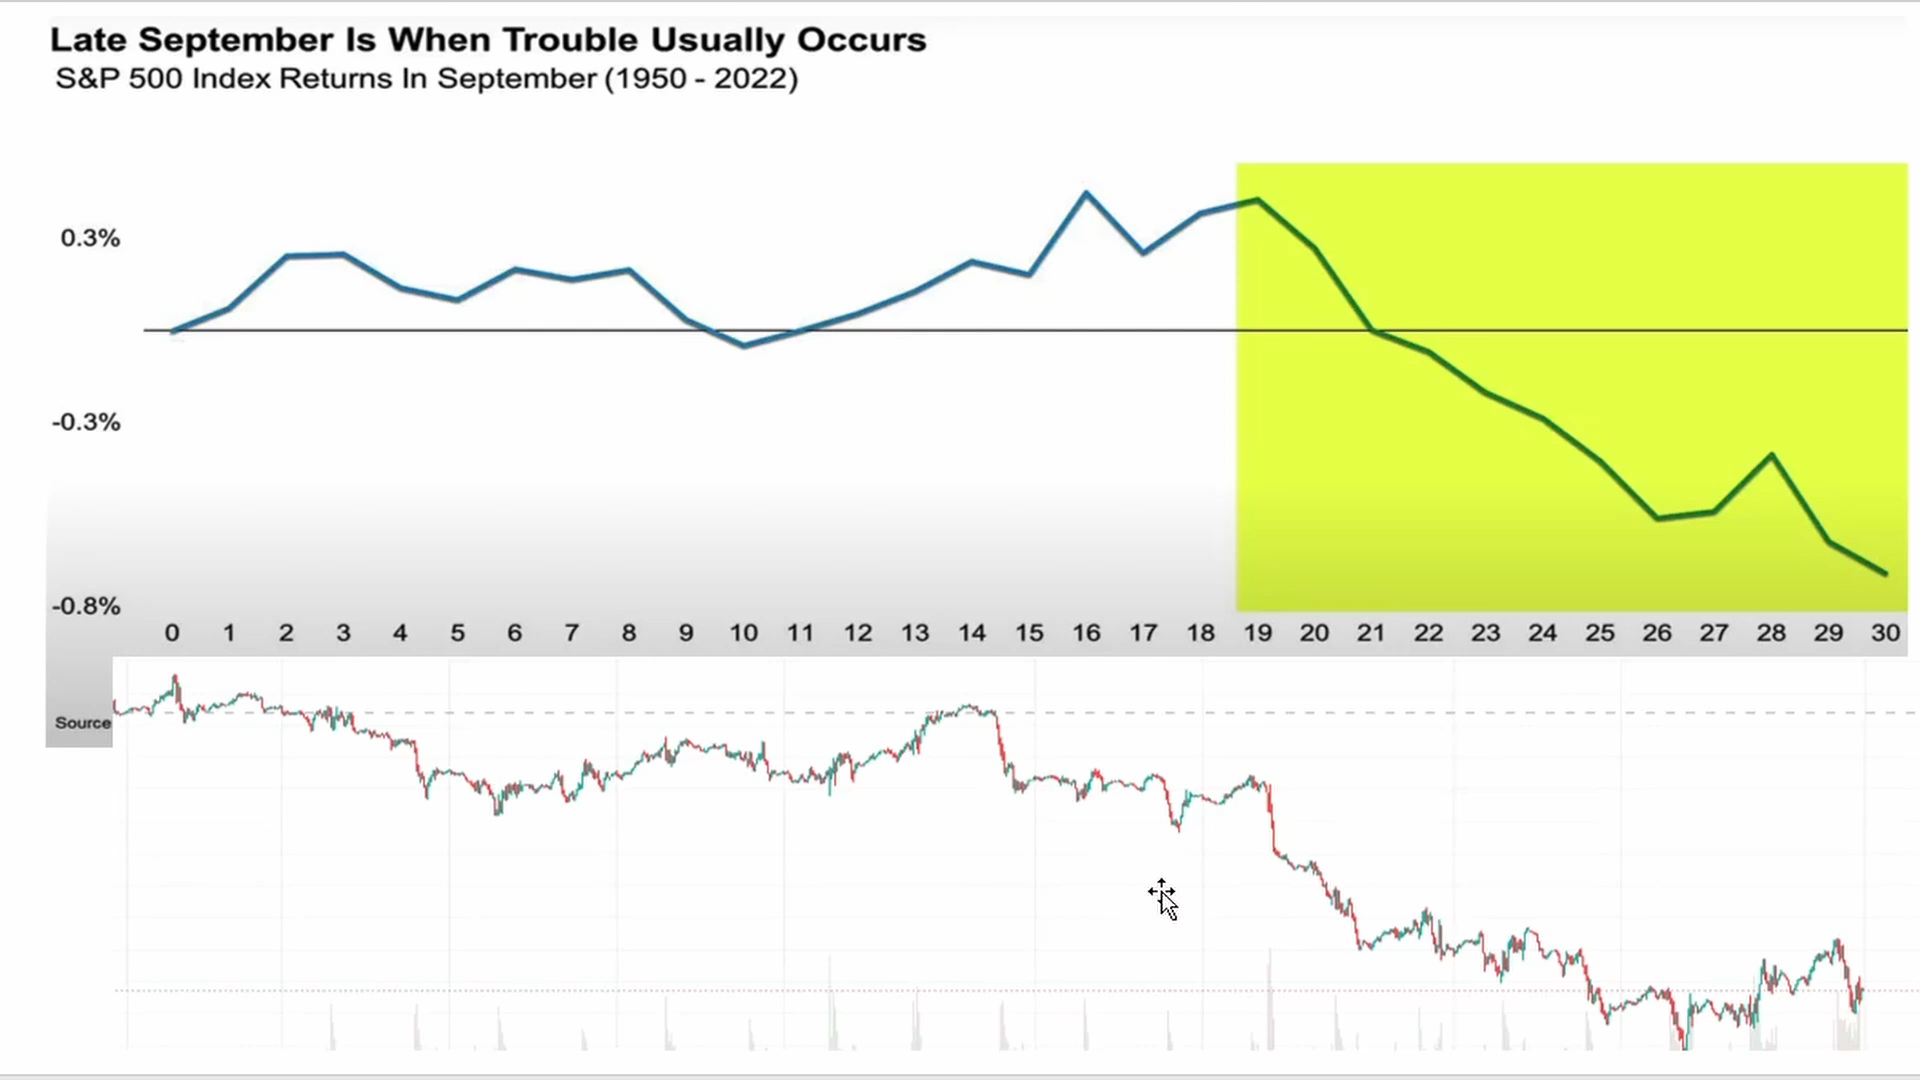 Late September Is When Trouble Usually Occurs
S&P 500 Index Returns In September (1950 - 2022)
0.3%
-0.3%
-0.8%
0 1 2 3 4 5 6 7 8 9 10 11 12 13 14 15 16 17 18 19 20 21 22 23 24 25 26 27 28 29 30
Source